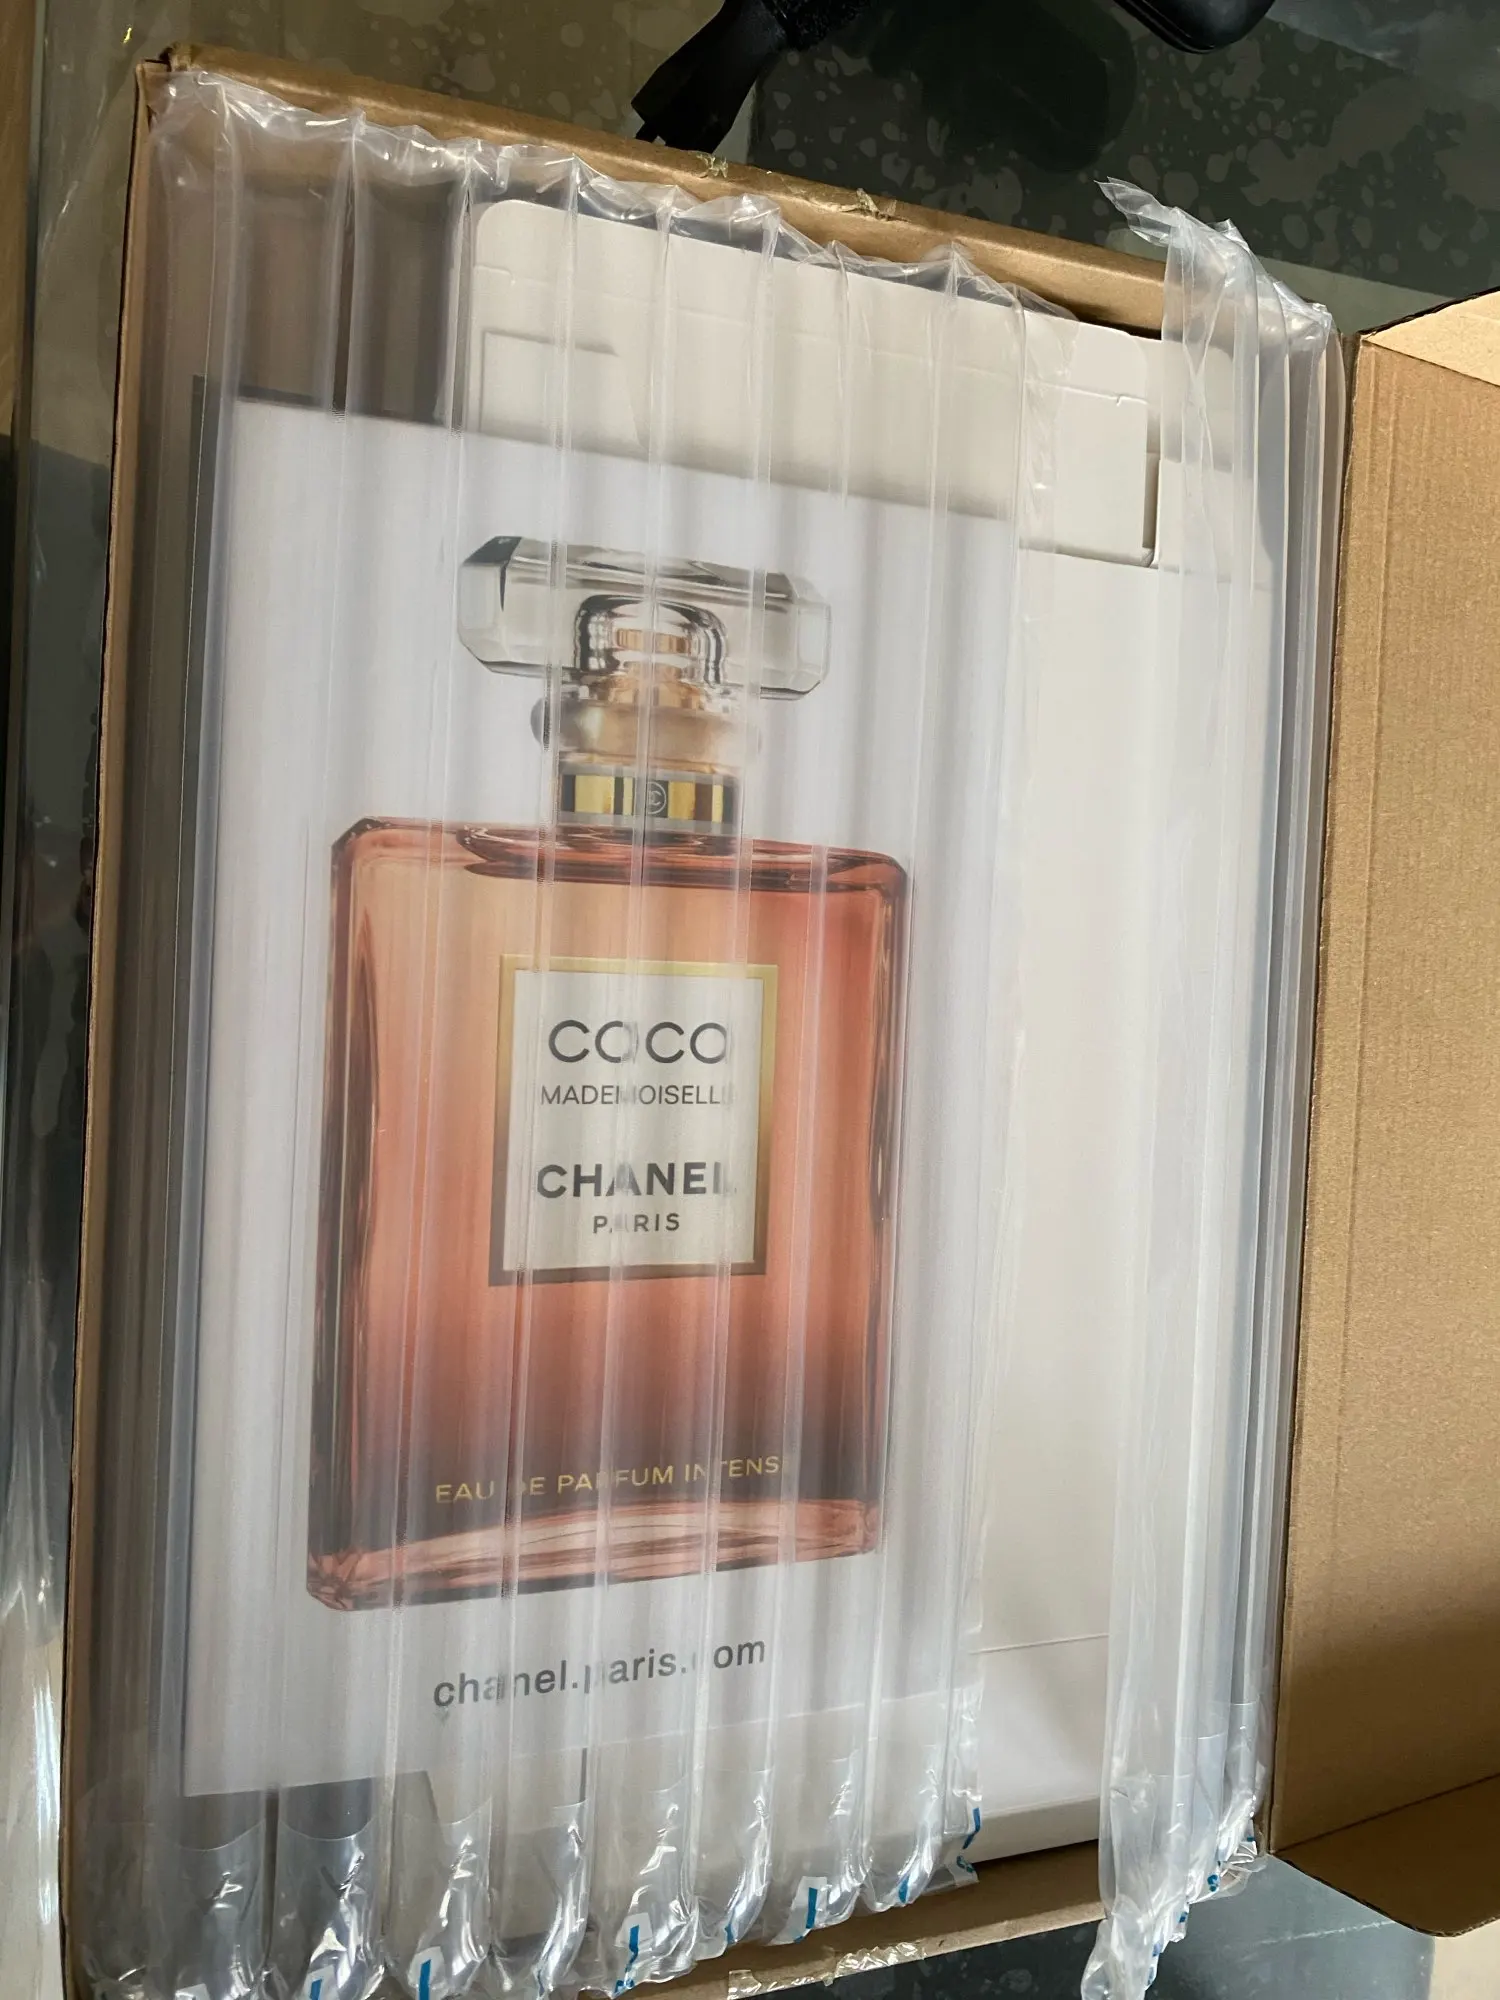 COCO
MADEMOISELLE
CHANEL
PARIS
EAU DE PARFUM INTENSE
chanel.paris.com